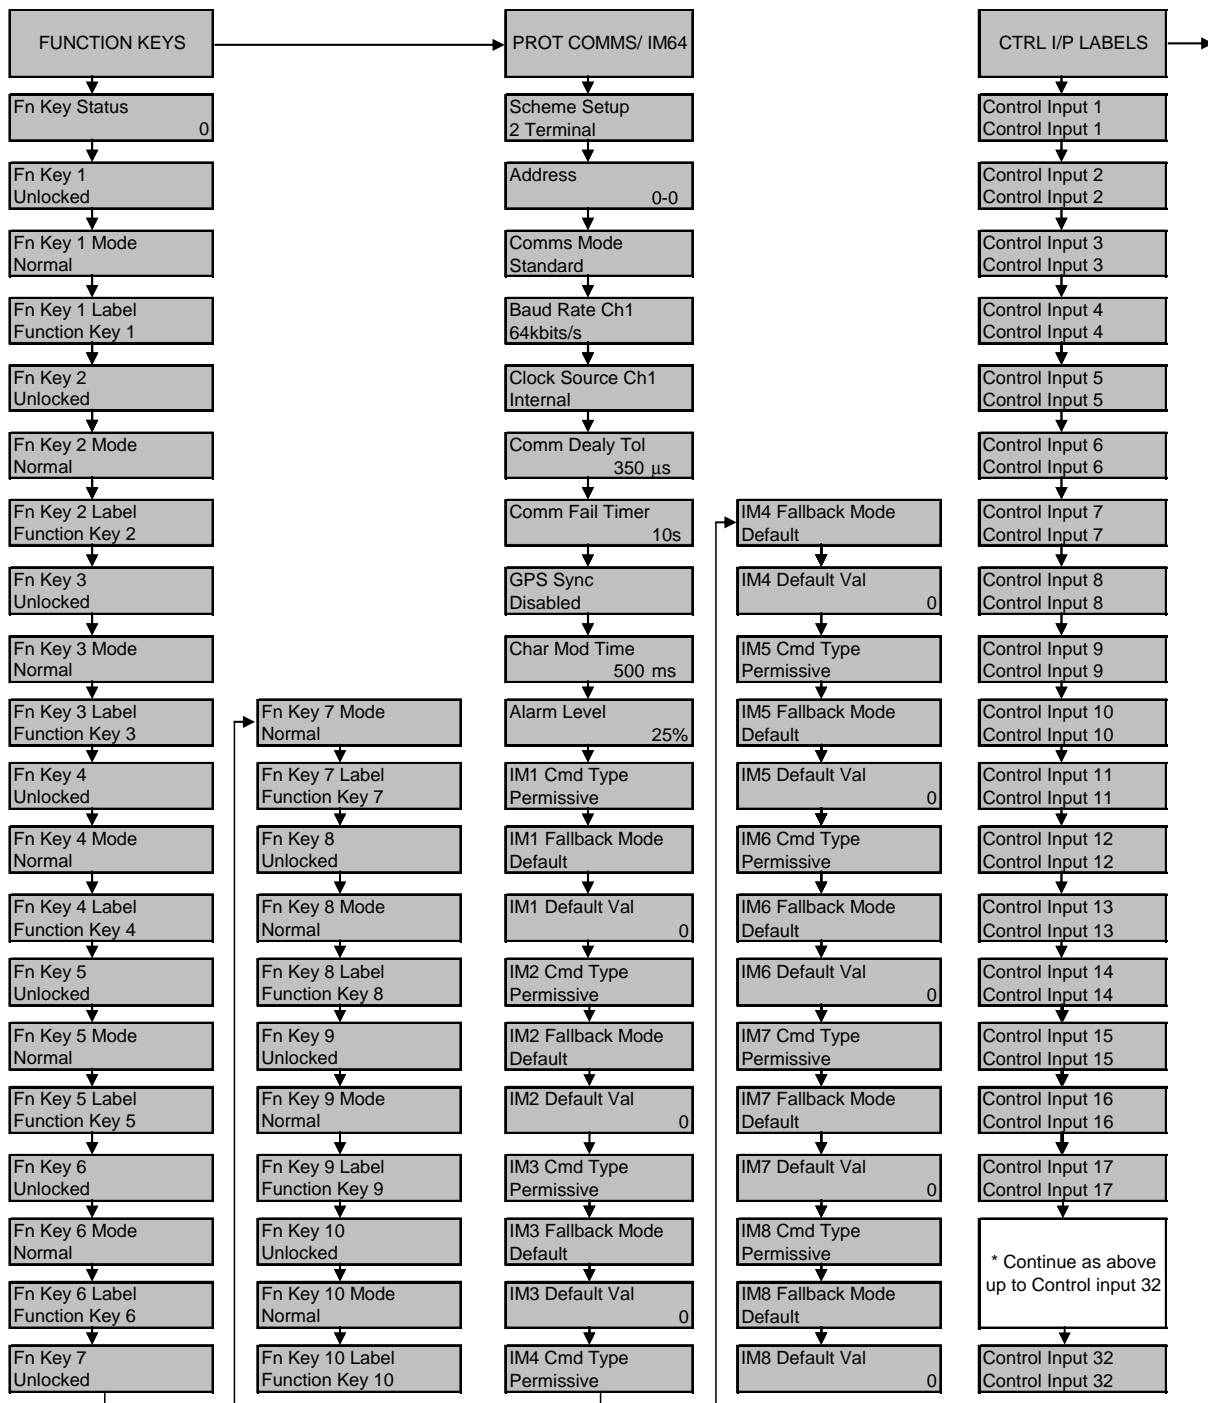 FUNCTION KEYS
Fn Key Status
0
Fn Key 1
Unlocked
Fn Key 1 Mode
Normal
Fn Key 1 Label
Function Key 1
Fn Key 2
Unlocked
Fn Key 2 Mode
Normal
Fn Key 2 Label
Function Key 2
Fn Key 3
Unlocked
Fn Key 3 Mode
Normal
Fn Key 3 Label
Function Key 3
Fn Key 4
Unlocked
Fn Key 4 Mode
Normal
Fn Key 4 Label
Function Key 4
Fn Key 5
Unlocked
Fn Key 5 Mode
Normal
Fn Key 5 Label
Function Key 5
Fn Key 6
Unlocked
Fn Key 6 Mode
Normal
Fn Key 6 Label
Function Key 6
Fn Key 7
Unlocked
Fn Key 7 Mode
Normal
Fn Key 7 Label
Function Key 7
Fn Key 8
Unlocked
Fn Key 8 Mode
Normal
Fn Key 8 Label
Function Key 8
Fn Key 9
Unlocked
Fn Key 9 Mode
Normal
Fn Key 9 Label
Function Key 9
Fn Key 10
Unlocked
Fn Key 10 Mode
Normal
Fn Key 10 Label
Function Key 10
PROT COMMS/ IM64
Scheme Setup
2 Terminal
Address
0-0
Comms Mode
Standard
Baud Rate Ch1
64kbits/s
Clock Source Ch1
Internal
Comm Dealy Tol
350 µs
Comm Fail Timer
10s
GPS Sync
Disabled
Char Mod Time
500 ms
Alarm Level
25%
IM1 Cmd Type
Permissive
IM1 Fallback Mode
Default
IM1 Default Val
0
IM2 Cmd Type
Permissive
IM2 Fallback Mode
Default
IM2 Default Val
0
IM3 Cmd Type
Permissive
IM3 Fallback Mode
Default
IM3 Default Val
0
IM4 Cmd Type
Permissive
IM4 Fallback Mode
Default
IM4 Default Val
0
IM5 Cmd Type
Permissive
IM5 Fallback Mode
Default
IM5 Default Val
0
IM6 Cmd Type
Permissive
IM6 Fallback Mode
Default
IM6 Default Val
0
IM7 Cmd Type
Permissive
IM7 Fallback Mode
Default
IM7 Default Val
0
IM8 Cmd Type
Permissive
IM8 Fallback Mode
Default
IM8 Default Val
0
CTRL I/P LABELS
Control Input 1
Control Input 1
Control Input 2
Control Input 2
Control Input 3
Control Input 3
Control Input 4
Control Input 4
Control Input 5
Control Input 5
Control Input 6
Control Input 6
Control Input 7
Control Input 7
Control Input 8
Control Input 8
Control Input 9
Control Input 9
Control Input 10
Control Input 10
Control Input 11
Control Input 11
Control Input 12
Control Input 12
Control Input 13
Control Input 13
Control Input 14
Control Input 14
Control Input 15
Control Input 15
Control Input 16
Control Input 16
Control Input 17
Control Input 17
* Continue as above
up to Control input 32
Control Input 32
Control Input 32